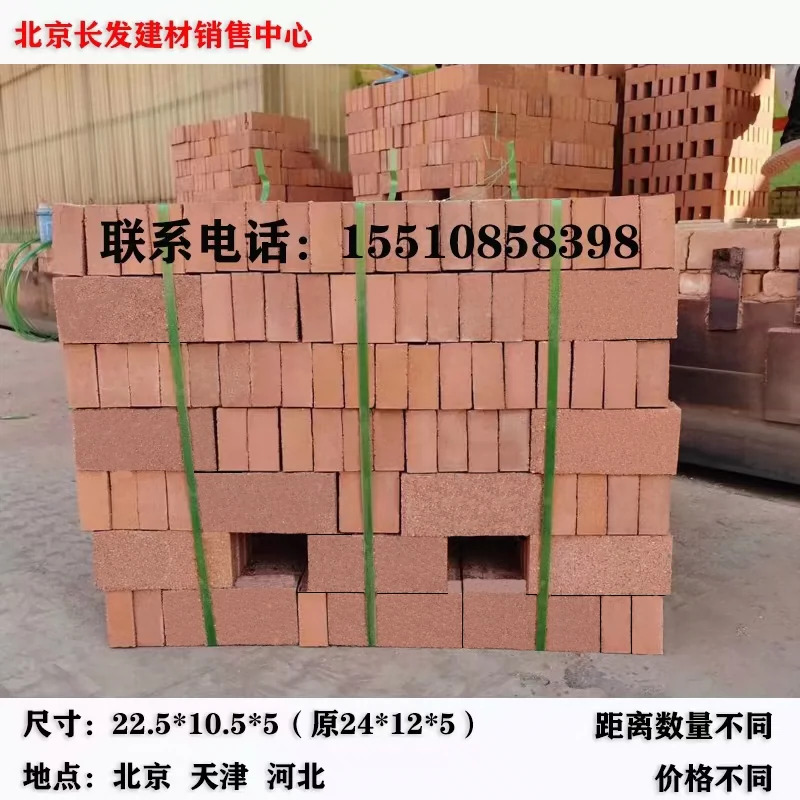 北京长发建材销售中心
联系电话：15510858398
尺寸：22.5*10.5*5（原24*12*5）
距离数量不同
地点：北京 天津 河北
价格不同